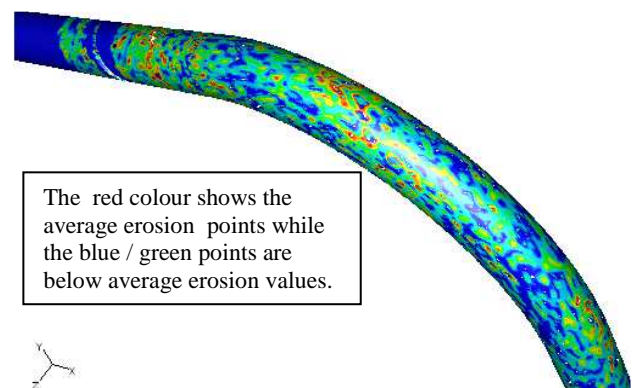 The red colour shows the
average erosion points while
the blue / green points are
below average erosion values.
Y
X
Z